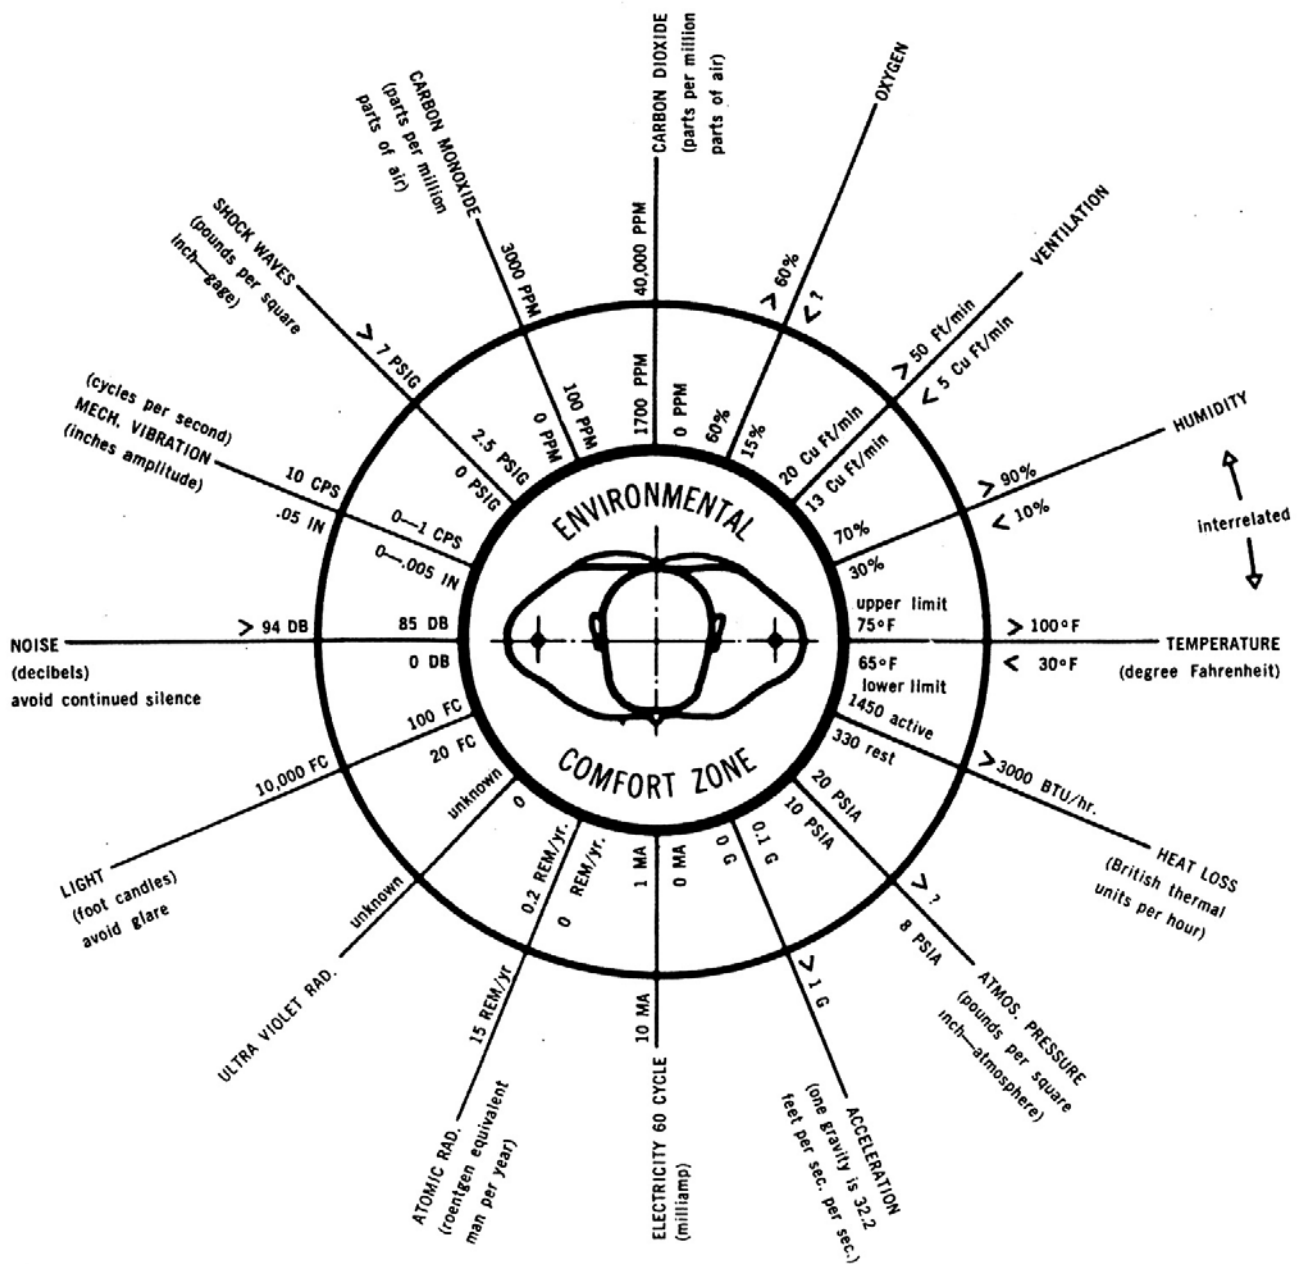 CARBON DIOXIDE
(parts per million
parts of air)
40,000 PPM
1700 PPM
0 PPM
OXYGEN
> 60%
< ?
60%
15%
VENTILATION
> 50 Ft/min
< 5 Cu Ft/min
20 Cu Ft/min
13 Cu Ft/min
HUMIDITY
> 90%
< 10%
70%
30%
interrelated
TEMPERATURE
(degree Fahrenheit)
> 100°F
< 30°F
upper limit
75°F
65°F
lower limit
HEAT LOSS
(British thermal
units per hour)
>3000 BTU/hr.
1450 active
330 rest
ATMOS. PRESSURE
(pounds per square
inch—atmosphere)
> ?
8 PSIA
20 PSIA
10 PSIA
ACCELERATION
(one gravity is 32.2
feet per sec. per sec.)
> 1 G
0.1 G
0 G
ELECTRICITY 60 CYCLE
(milliamp)
10 MA
1 MA
0 MA
ATOMIC RAD.
(roentgen equivalent
man per year)
15 REM/yr
0.2 REM/yr.
0 REM/yr.
ULTRA VIOLET RAD.
unknown
unknown
0
LIGHT
(foot candles)
avoid glare
10,000 FC
100 FC
20 FC
NOISE
(decibels)
avoid continued silence
> 94 DB
85 DB
0 DB
(cycles per second)
MECH. VIBRATION
(inches amplitude)
10 CPS
.05 IN
0—1 CPS
0—.005 IN
SHOCK WAVES
(pounds per square
inch—gage)
> 7 PSIG
2.5 PSIG
0 PSIG
CARBON MONOXIDE
(parts per million
parts of air)
3000 PPM
100 PPM
0 PPM
ENVIRONMENTAL
COMFORT ZONE